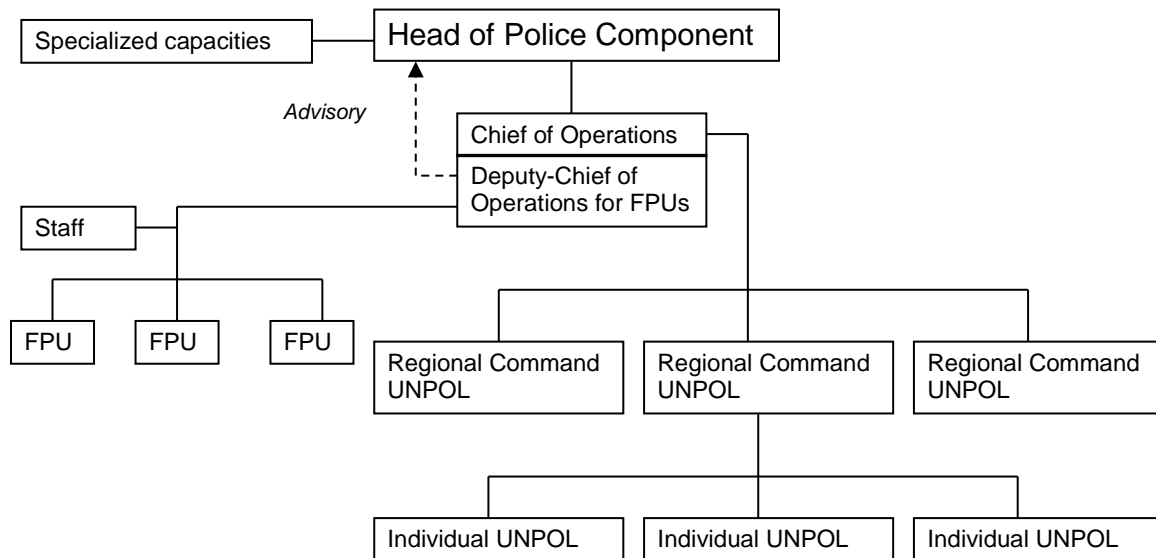 Specialized capacities
Head of Police Component
Advisory
Chief of Operations
Deputy-Chief of
Operations for FPUs
Staff
FPU
FPU
FPU
Regional Command
UNPOL
Regional Command
UNPOL
Regional Command
UNPOL
Individual UNPOL
Individual UNPOL
Individual UNPOL